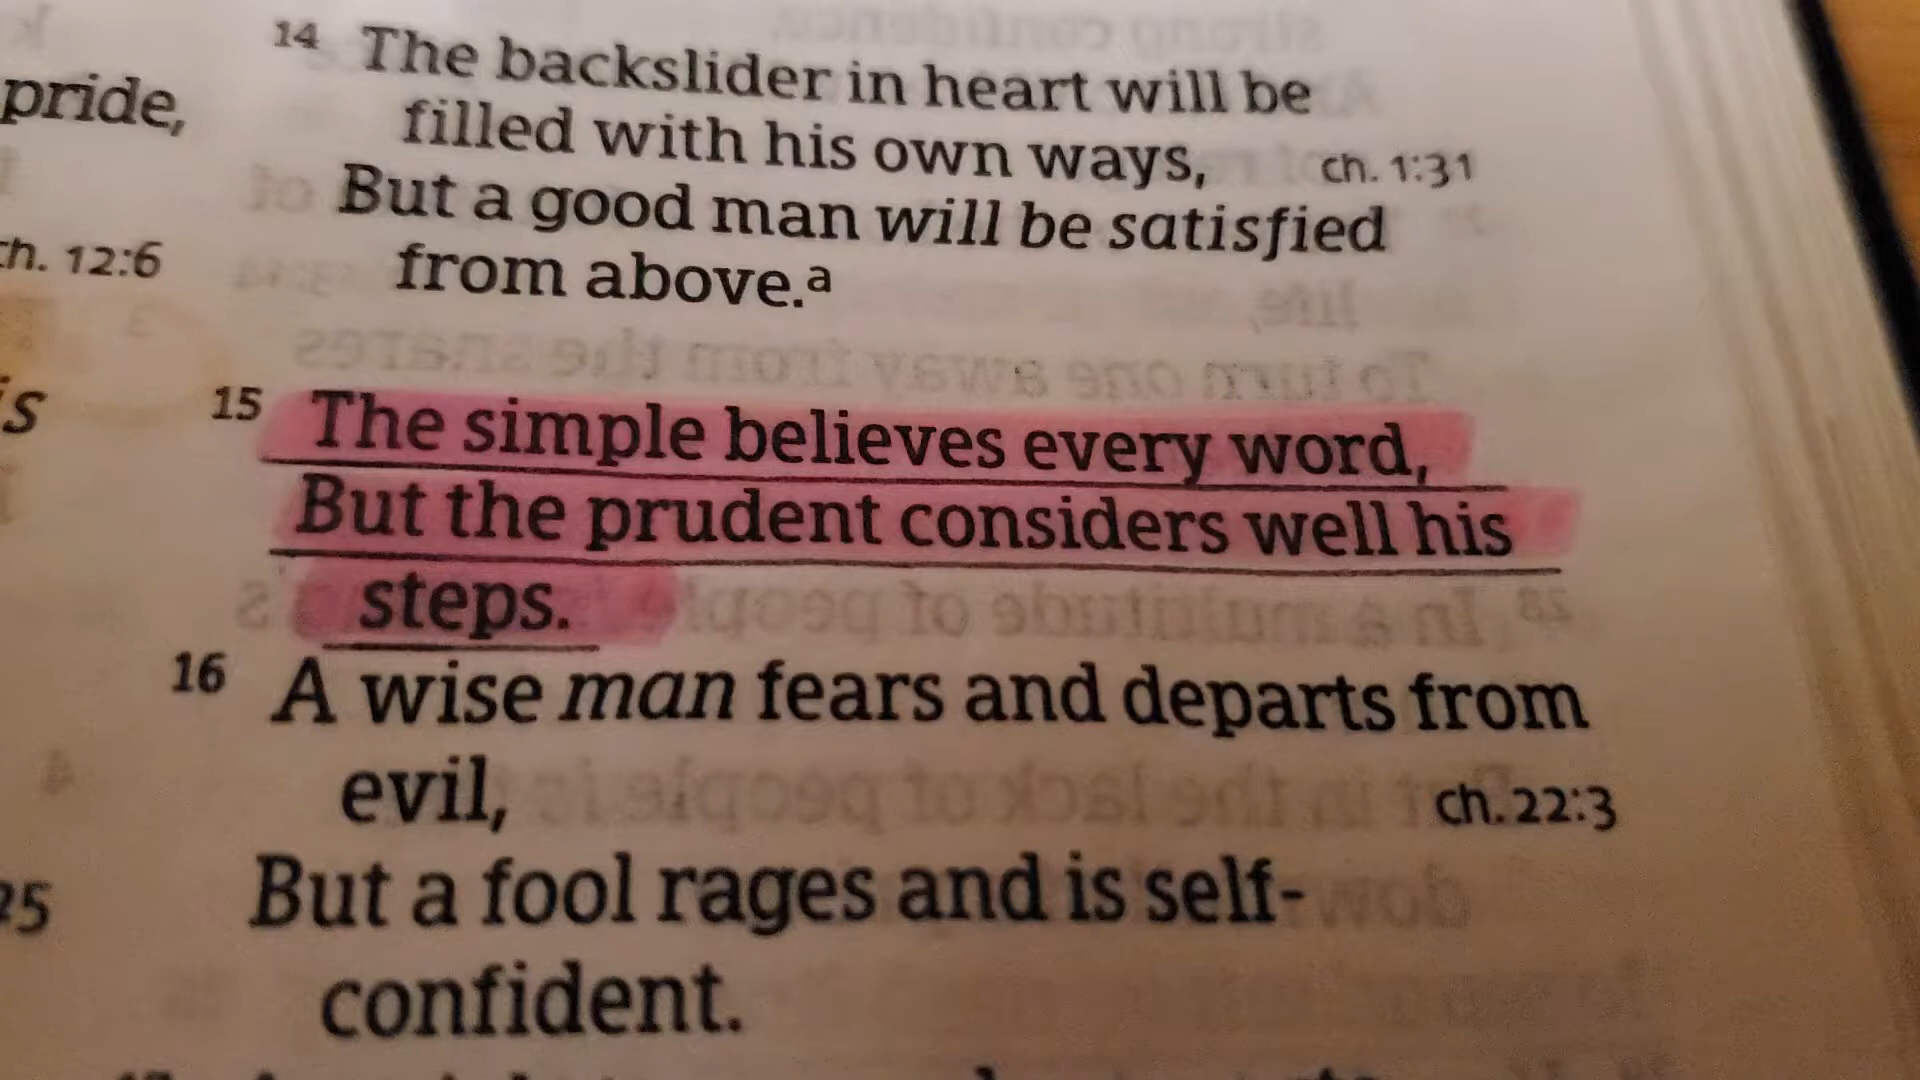 pride,
ch. 12:6
is
25
14 The backslider in heart will be
filled with his own ways, ch. 1:31
But a good man will be satisfied
from above.a
15 The simple believes every word,
But the prudent considers well his
steps.
16 A wise man fears and departs from
evil, ch. 22:3
But a fool rages and is self-
confident.